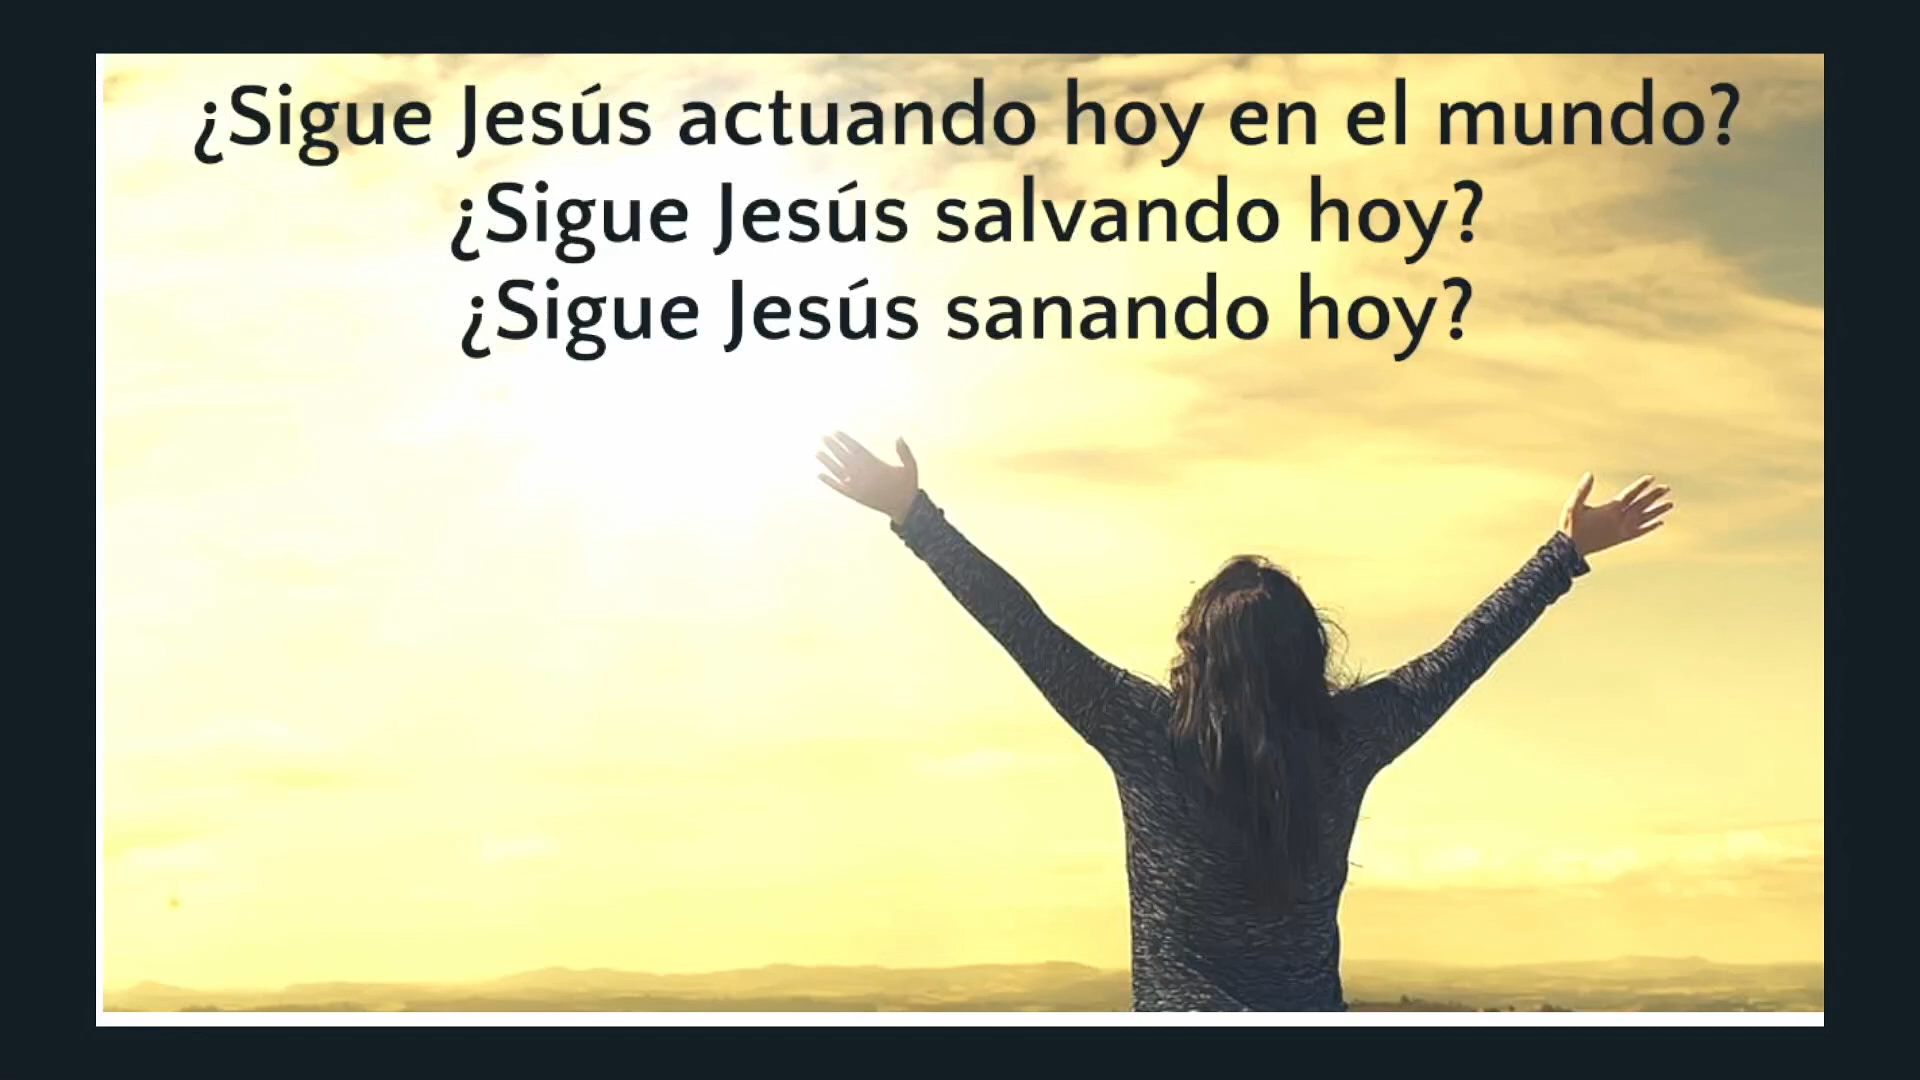 ¿Sigue Jesús actuando hoy en el mundo?
¿Sigue Jesús salvando hoy?
¿Sigue Jesús sanando hoy?